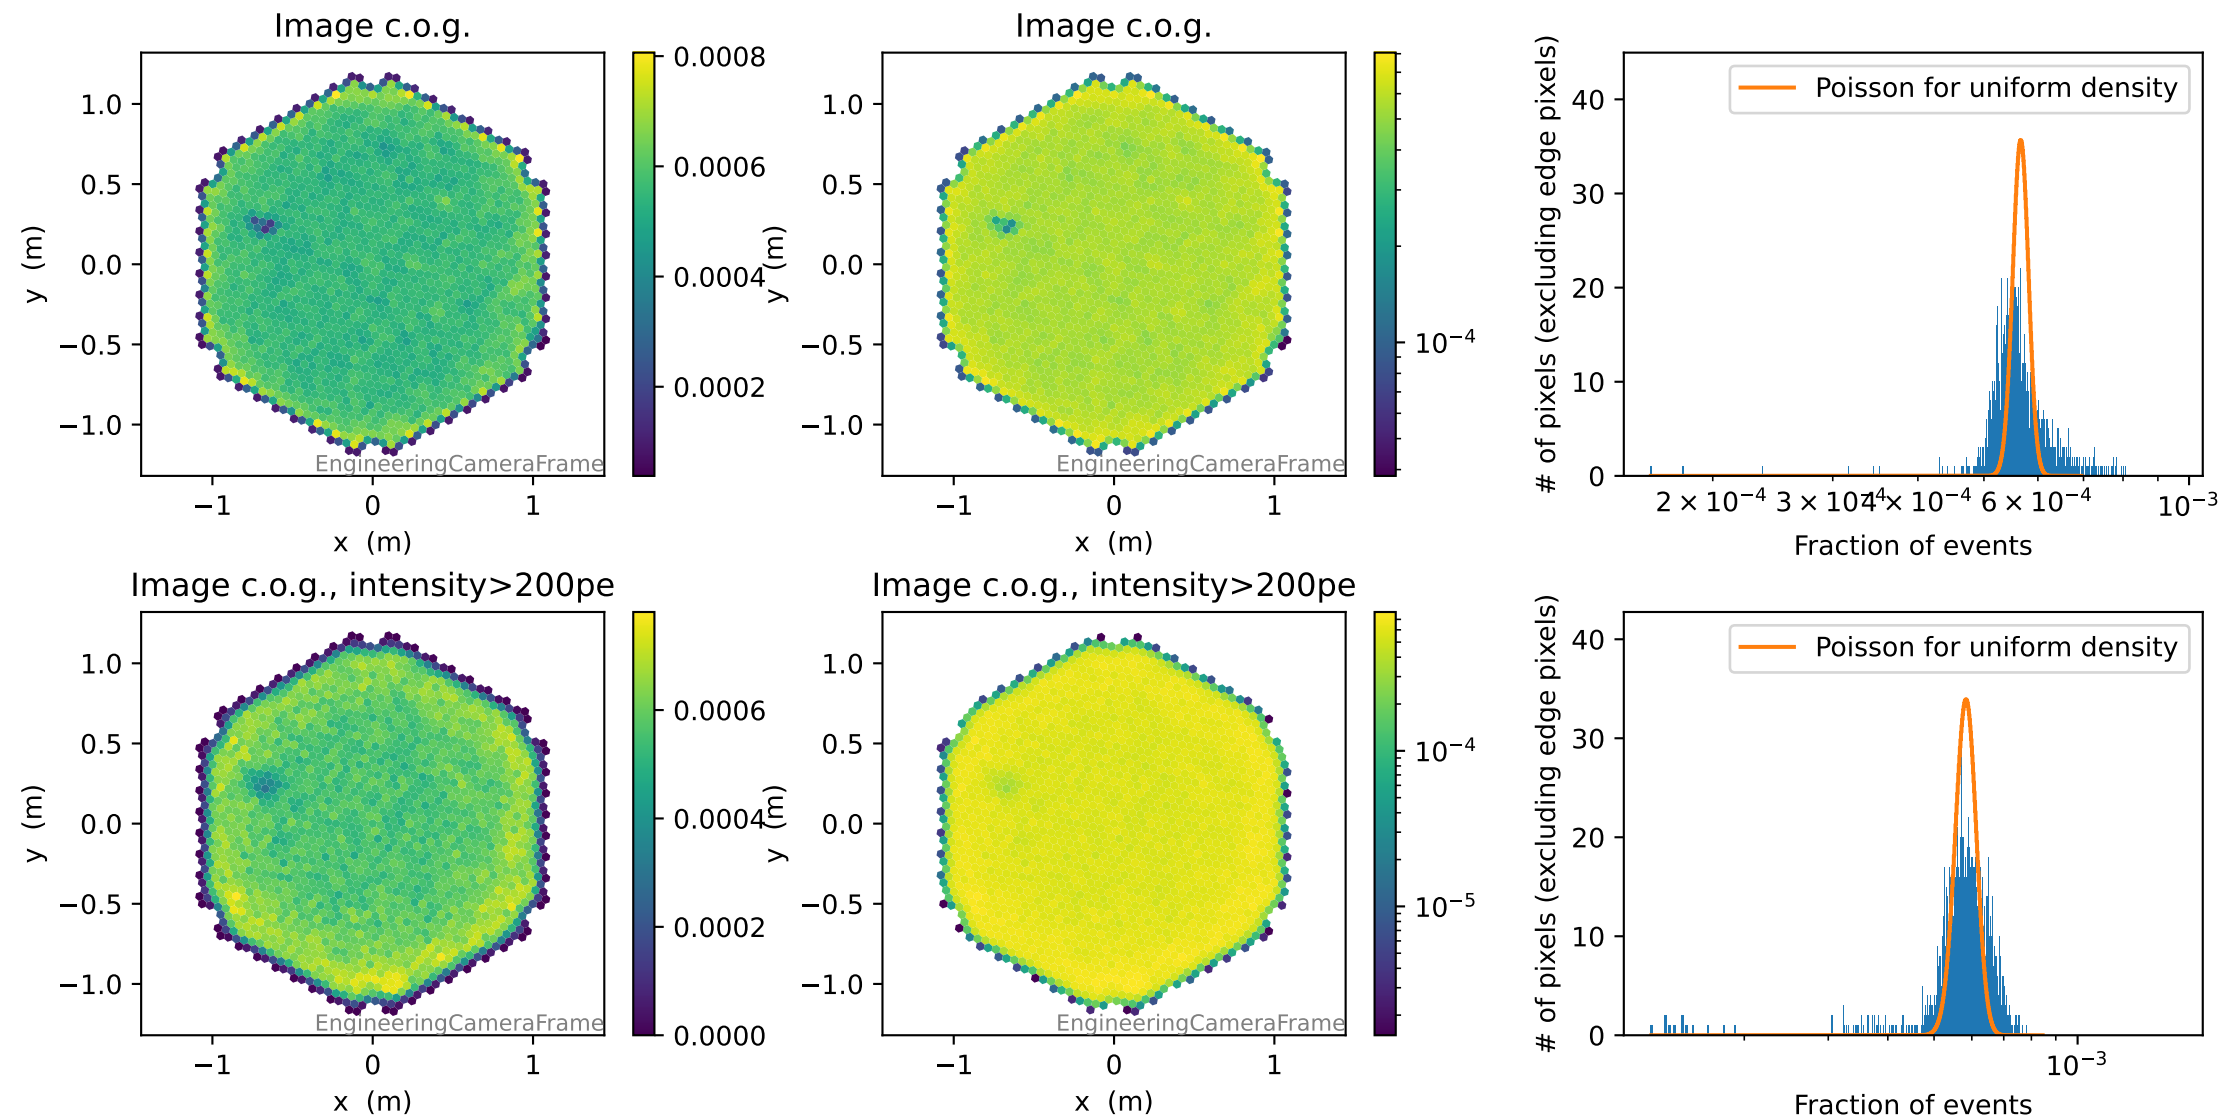 Image c.o.g.
1.0
0.5
0.0
−0.5
−1.0
y (m)
−1
0
1
x (m)
EngineeringCameraFrame
0.0008
0.0006
0.0004
0.0002
Image c.o.g.
1.0
0.5
0.0
−0.5
−1.0
y (m)
−1
0
1
x (m)
EngineeringCameraFrame
10⁻⁴
Poisson for uniform density
40
30
20
10
0
# of pixels (excluding edge pixels)
2 × 10⁻⁴
3 × 10⁻⁴
4 × 10⁻⁴
6 × 10⁻⁴
10⁻³
Fraction of events
Image c.o.g., intensity>200pe
1.0
0.5
0.0
−0.5
−1.0
y (m)
−1
0
1
x (m)
EngineeringCameraFrame
0.0006
0.0004
0.0002
0.0000
Image c.o.g., intensity>200pe
1.0
0.5
0.0
−0.5
−1.0
y (m)
−1
0
1
x (m)
EngineeringCameraFrame
10⁻⁴
10⁻⁵
Poisson for uniform density
40
30
20
10
0
# of pixels (excluding edge pixels)
10⁻³
Fraction of events